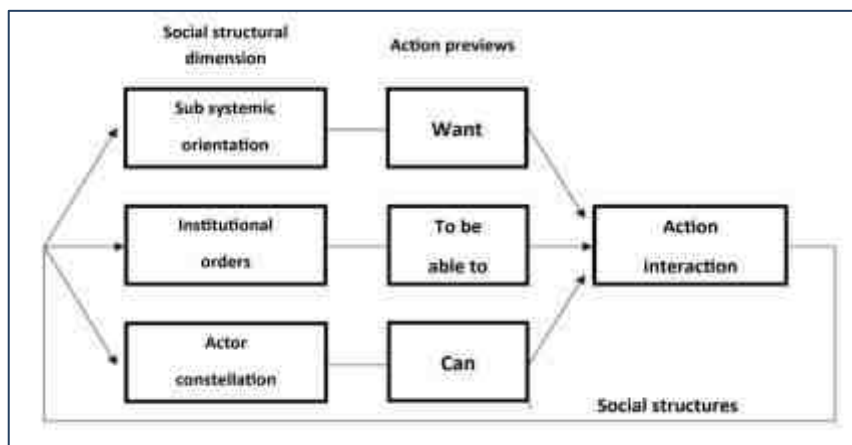 Social structural
dimension
Action previews
Sub systemic
orientation
Want
Institutional
orders
To be
able to
Action
interaction
Actor
constellation
Can
Social structures